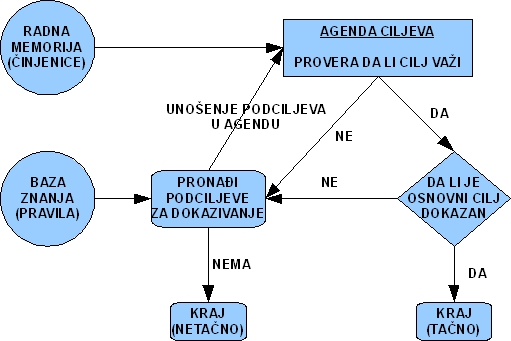 RADNA
MEMORIJA
(ČINJENICE)
AGENDA CILJEVA
PROVERA DA LI CILJ VAŽI
UNOŠENJE PODCILJEVA
U AGENDU
DA
NE
BAZA
ZNANJA
(PRAVILA)
PRONAĐI
PODCILJEVE
ZA DOKAZIVANJE
NE
DA LI JE
OSNOVNI CILJ
DOKAZAN
NEMA
DA
KRAJ
(NETAČNO)
KRAJ
(TAČNO)